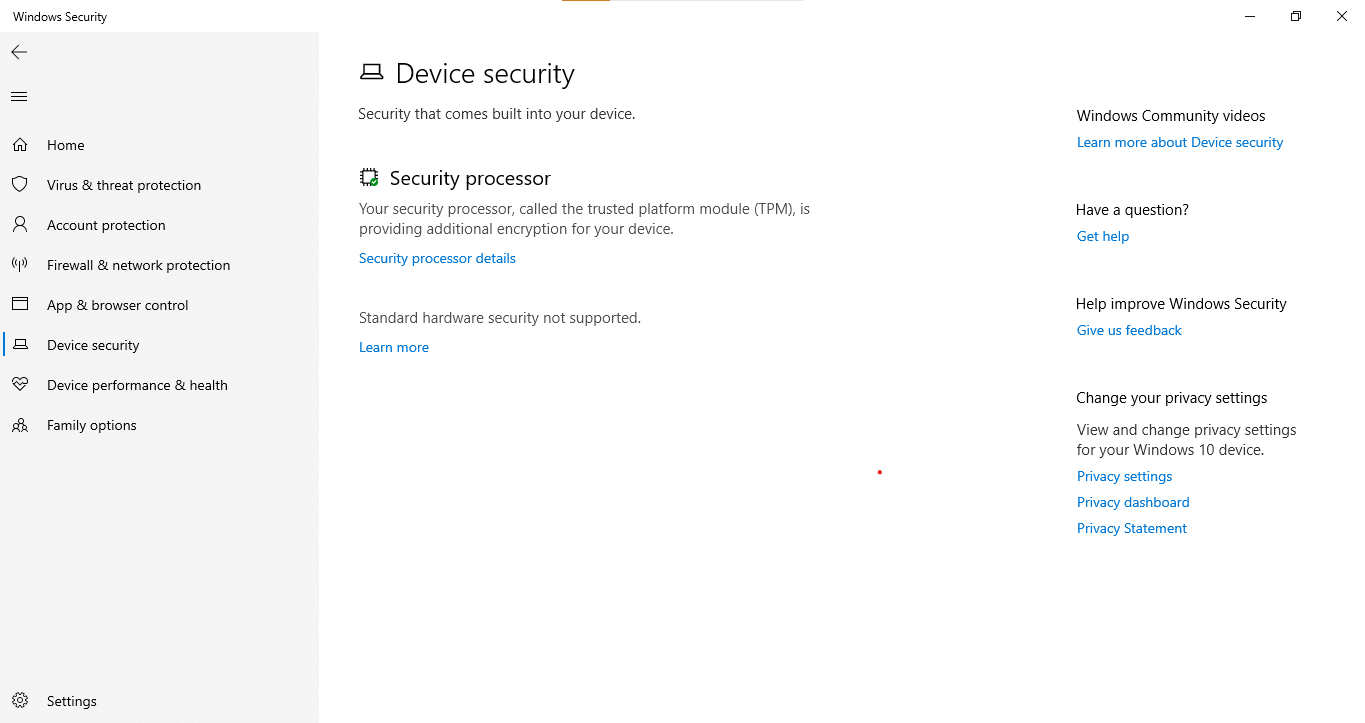 Windows Security
Home
Virus & threat protection
Account protection
Firewall & network protection
App & browser control
Device security
Device performance & health
Family options
Settings
Device security
Security that comes built into your device.
Security processor
Your security processor, called the trusted platform module (TPM), is
providing additional encryption for your device.
Security processor details
Standard hardware security not supported.
Learn more
Windows Community videos
Learn more about Device security
Have a question?
Get help
Help improve Windows Security
Give us feedback
Change your privacy settings
View and change privacy settings
for your Windows 10 device.
Privacy settings
Privacy dashboard
Privacy Statement